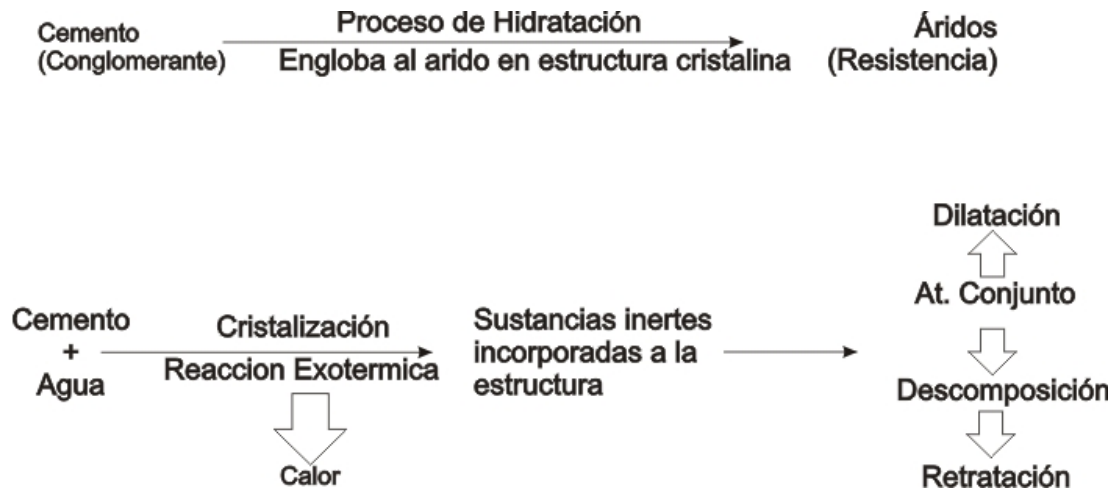 Cemento
(Conglomerante)
Proceso de Hidratación
Engloba al arido en estructura cristalina
Áridos
(Resistencia)
Cemento
+
Agua
Cristalización
Reaccion Exotermica
Calor
Sustancias inertes
incorporadas a la
estructura
Dilatación
At. Conjunto
Descomposición
Retratación